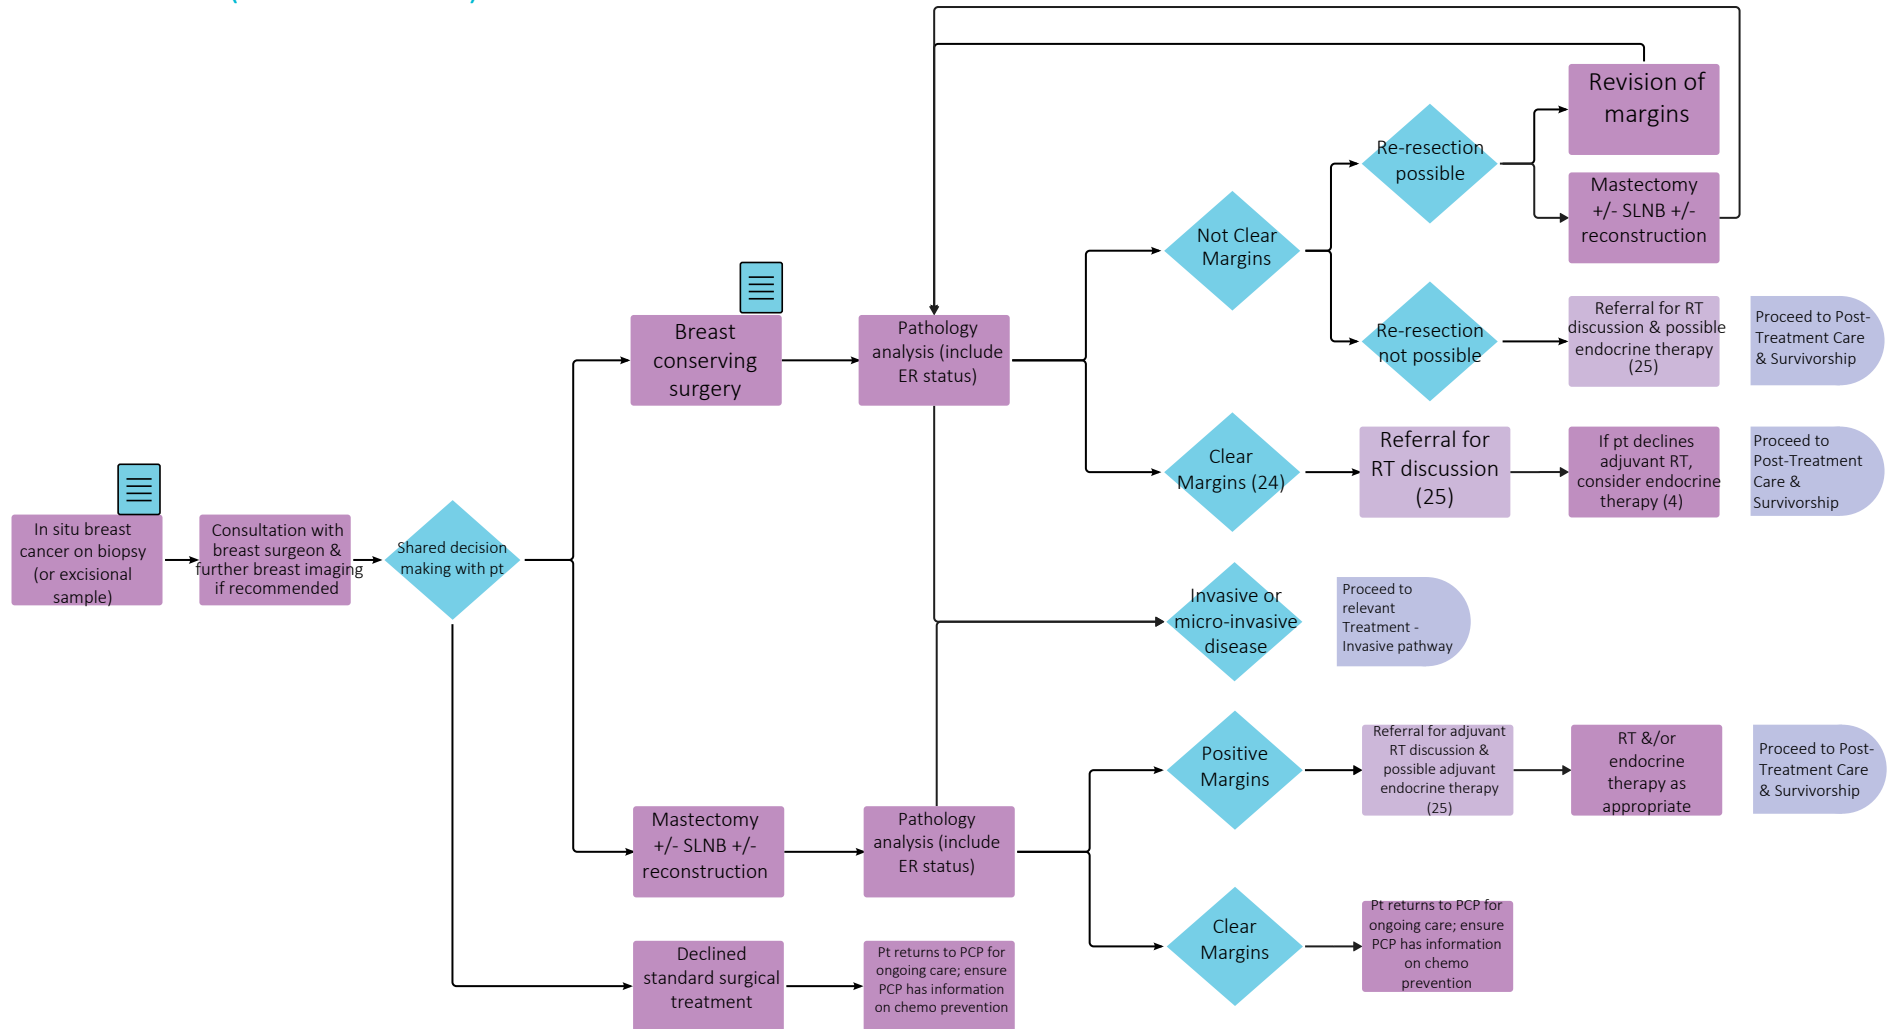 Revision of
margins
Re-resection
possible
Mastectomy
+/- SLNB +/-
reconstruction
Not Clear
Margins
Breast
conserving
surgery
Pathology
analysis (include
ER status)
Re-resection
not possible
Referral for RT
discussion & possible
endocrine therapy
(25)
Proceed to Post-
Treatment Care
& Survivorship
Clear
Margins (24)
Referral for
RT discussion
(25)
If pt declines
adjuvant RT,
consider endocrine
therapy (4)
Proceed to
Post-Treatment
Care &
Survivorship
In situ breast
cancer on biopsy
(or excisional
sample)
Consultation with
breast surgeon &
further breast imaging
if recommended
Shared decision
making with pt
Invasive or
micro-invasive
disease
Proceed to
relevant
Treatment -
Invasive pathway
Positive
Margins
Referral for adjuvant
RT discussion &
possible adjuvant
endocrine therapy
(25)
RT &/or
endocrine
therapy as
appropriate
Proceed to Post-
Treatment Care
& Survivorship
Mastectomy
+/- SLNB +/-
reconstruction
Pathology
analysis (include
ER status)
Clear
Margins
Pt returns to PCP for
ongoing care; ensure
PCP has information
on chemo
prevention
Declined
standard surgical
treatment
Pt returns to PCP for
ongoing care; ensure
PCP has information
on chemo prevention